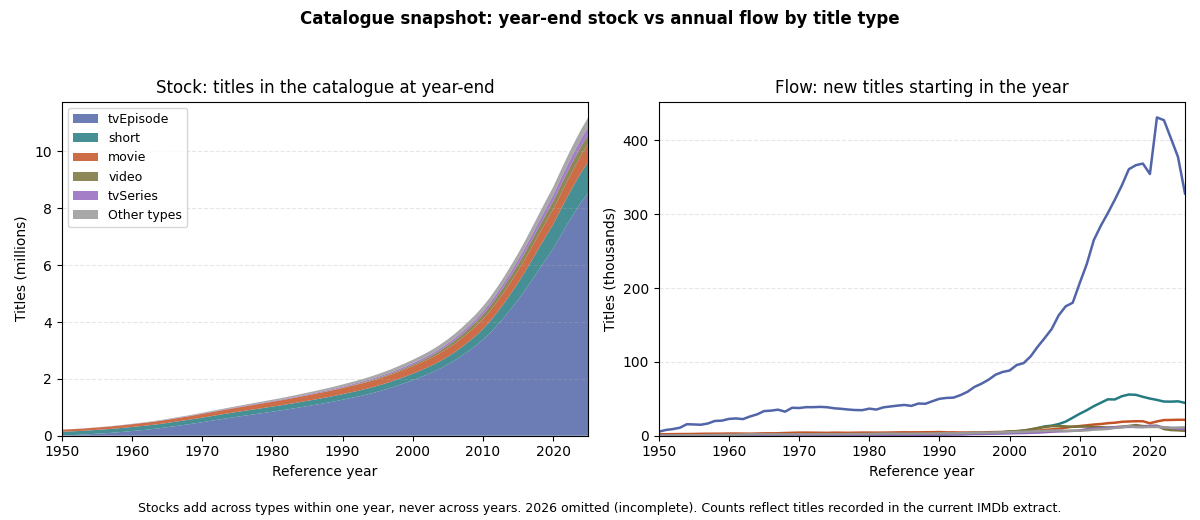 Catalogue snapshot: year-end stock vs annual flow by title type
Stock: titles in the catalogue at year-end
Titles (millions)
10
8
6
4
2
0
tvEpisode
short
movie
video
tvSeries
Other types
1950 1960 1970 1980 1990 2000 2010 2020
Reference year
Flow: new titles starting in the year
Titles (thousands)
400
300
200
100
0
1950 1960 1970 1980 1990 2000 2010 2020
Reference year
Stocks add across types within one year, never across years. 2026 omitted (incomplete). Counts reflect titles recorded in the current IMDb extract.